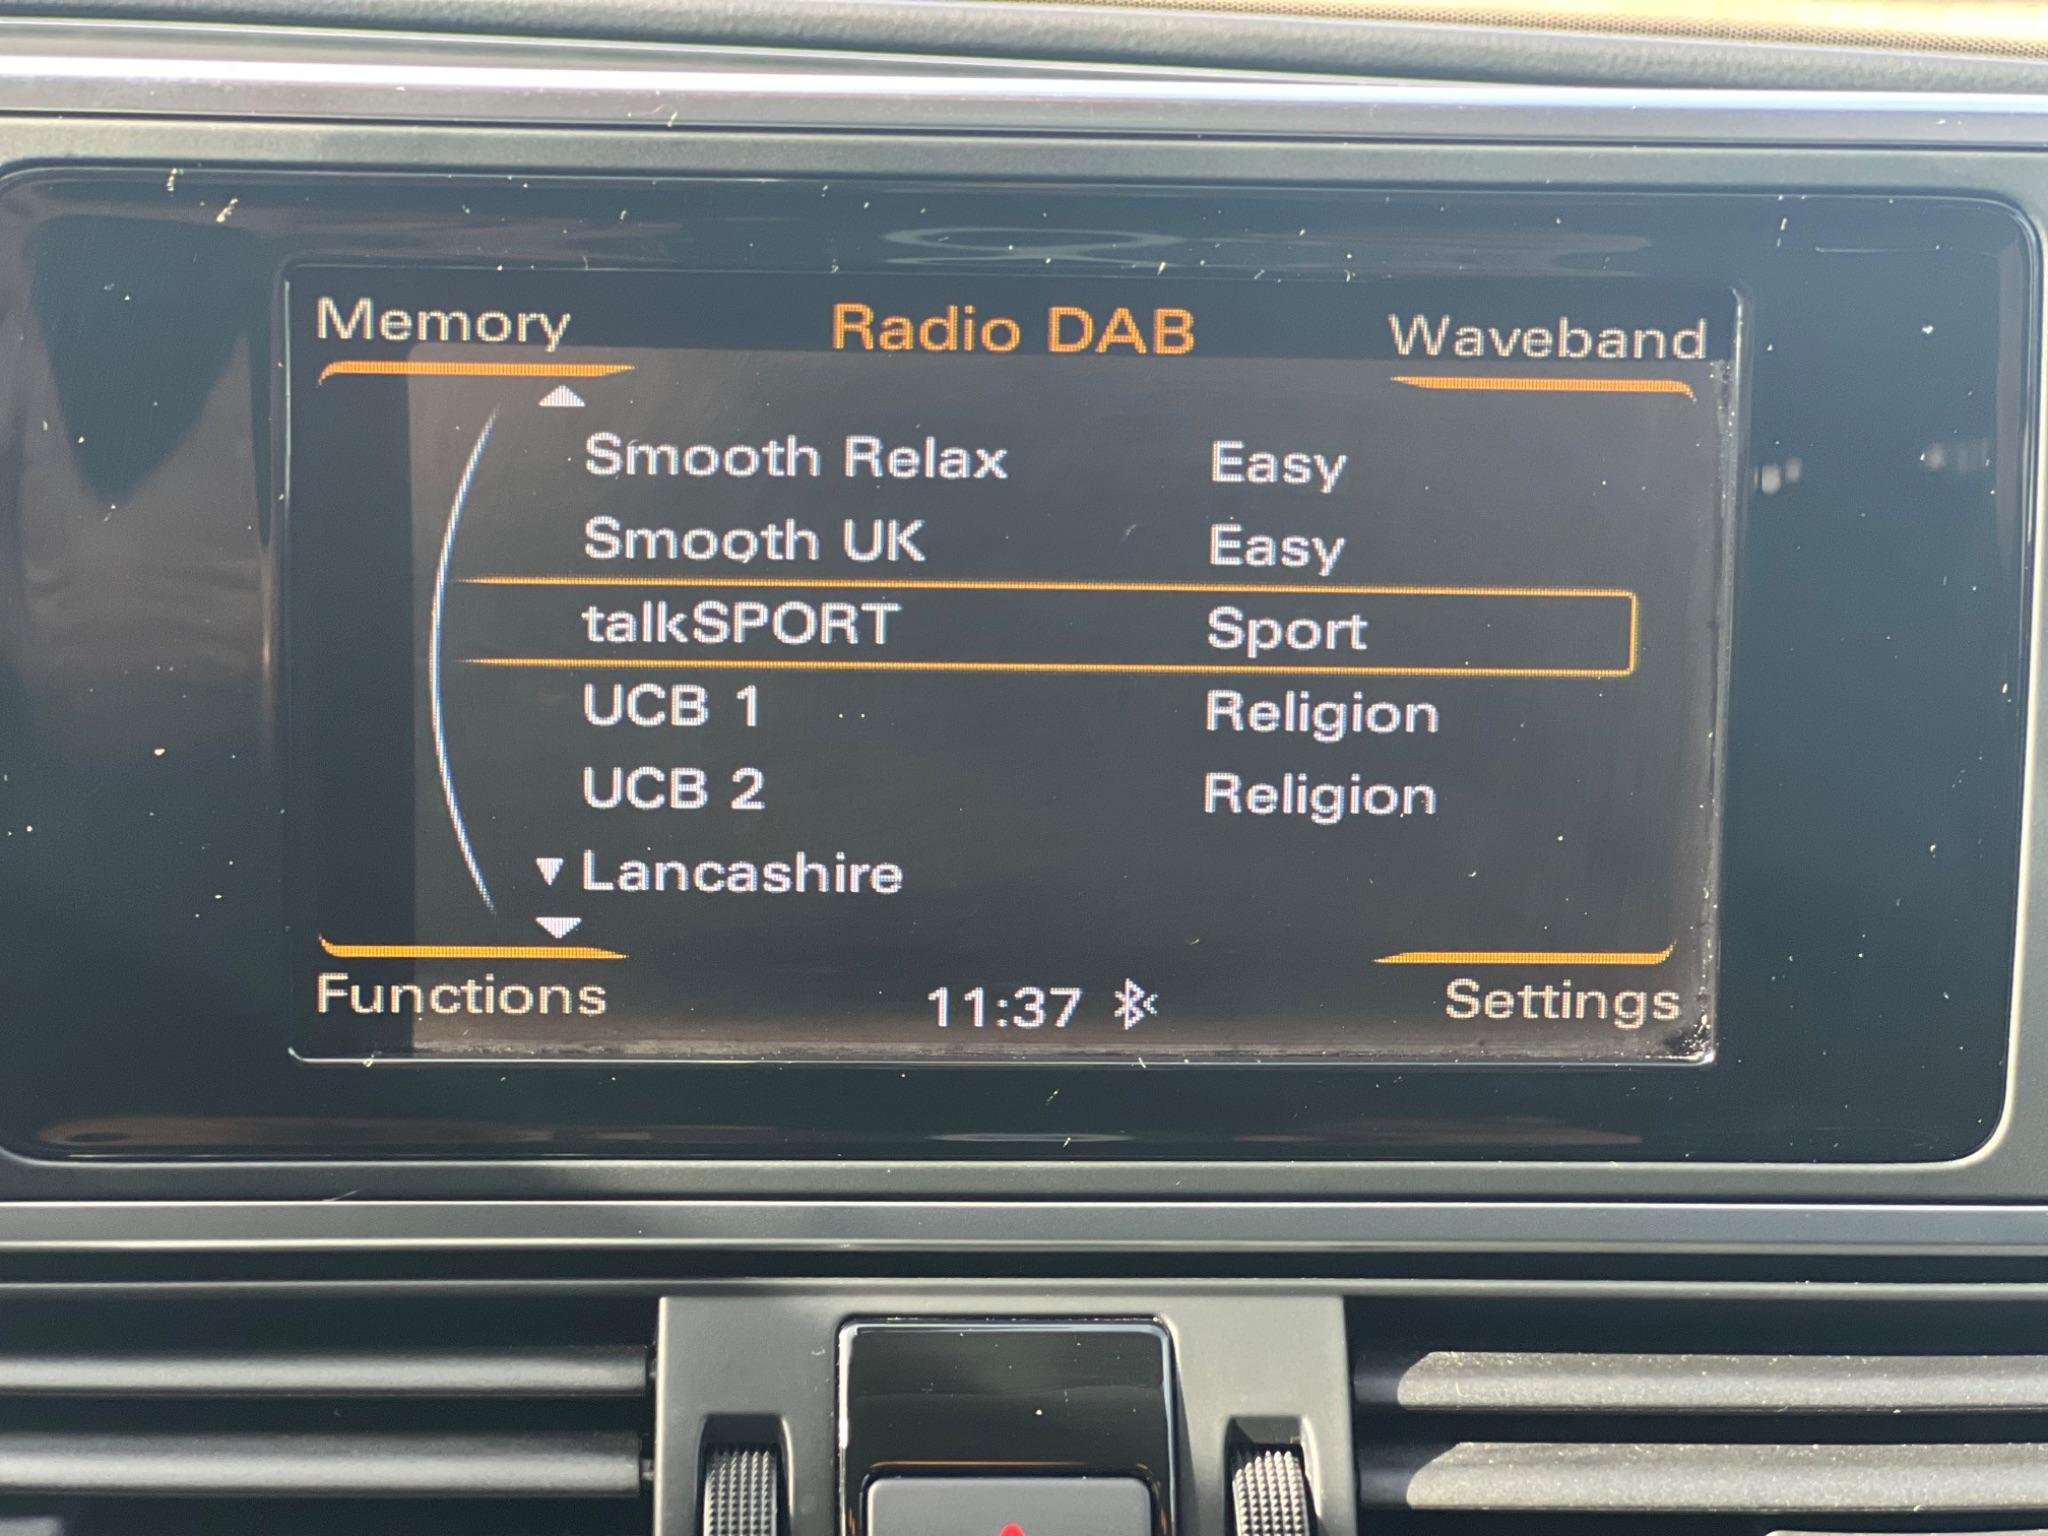 Memory Radio DAB Waveband
Smooth Relax Easy
Smooth UK Easy
talkSPORT Sport
UCB 1 Religion
UCB 2 Religion
Lancashire
Functions 11:37 Settings